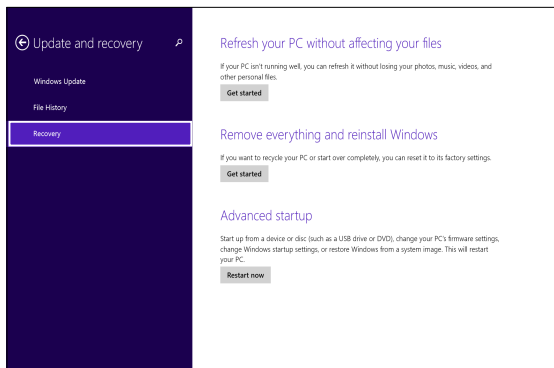 Update and recovery
Windows Update
File History
Recovery
Refresh your PC without affecting your files
If your PC isn't running well, you can refresh it without losing your photos, music, videos, and
other personal files.
Get started
Remove everything and reinstall Windows
If you want to recycle your PC or start over completely, you can reset it to its factory settings.
Get started
Advanced startup
Start up from a device or disc (such as a USB drive or DVD), change your PC's firmware settings,
change Windows startup settings, or restore Windows from a system image. This will restart
your PC.
Restart now